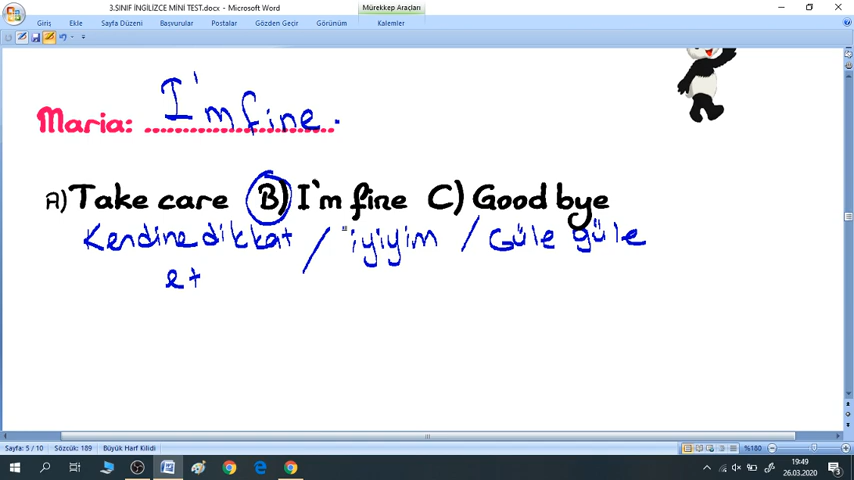 3.SINIF İNGİLİZCE MİNİ TEST.docx - Microsoft Word
Mürekkep Araçları
Giriş Ekle Sayfa Düzeni Başvurular Postalar Gözden Geçir Görünüm Kalemler
I'm fine.
Maria: ................................
A) Take care B) I'm fine C) Good bye
Kendine dikkat / iyiyim / Güle güle
et
Sayfa: 5 / 10 Sözcük: 189 Büyük Harf Kilidi %180
19:49
26.03.2020
3